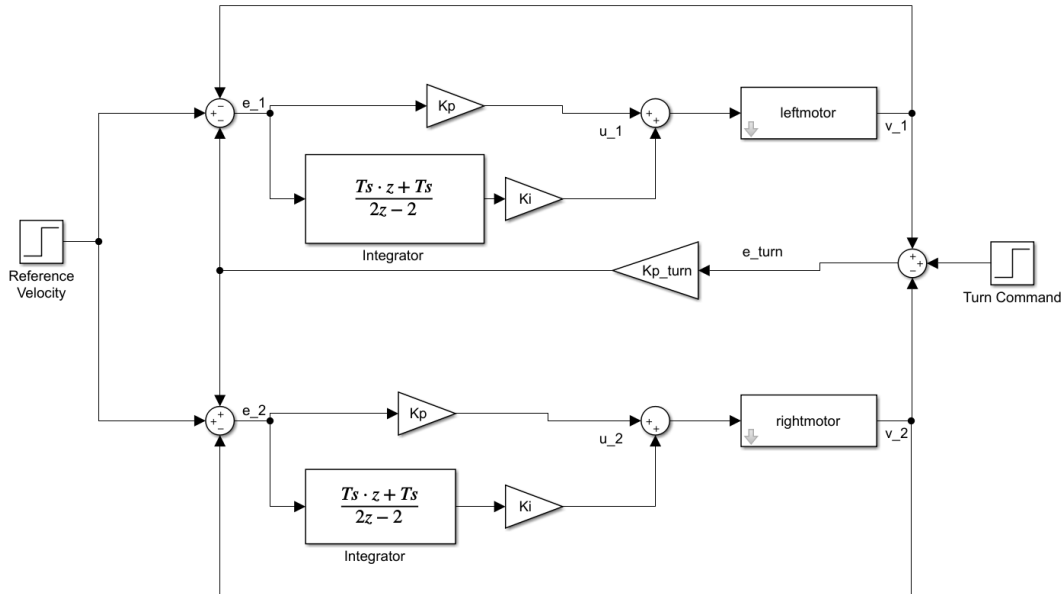 e_1
Kp
u_1
leftmotor
v_1
Ts · z + Ts
2z − 2
Ki
Integrator
Reference
Velocity
Kp_turn
e_turn
Turn Command
e_2
Kp
u_2
rightmotor
v_2
Ts · z + Ts
2z − 2
Ki
Integrator